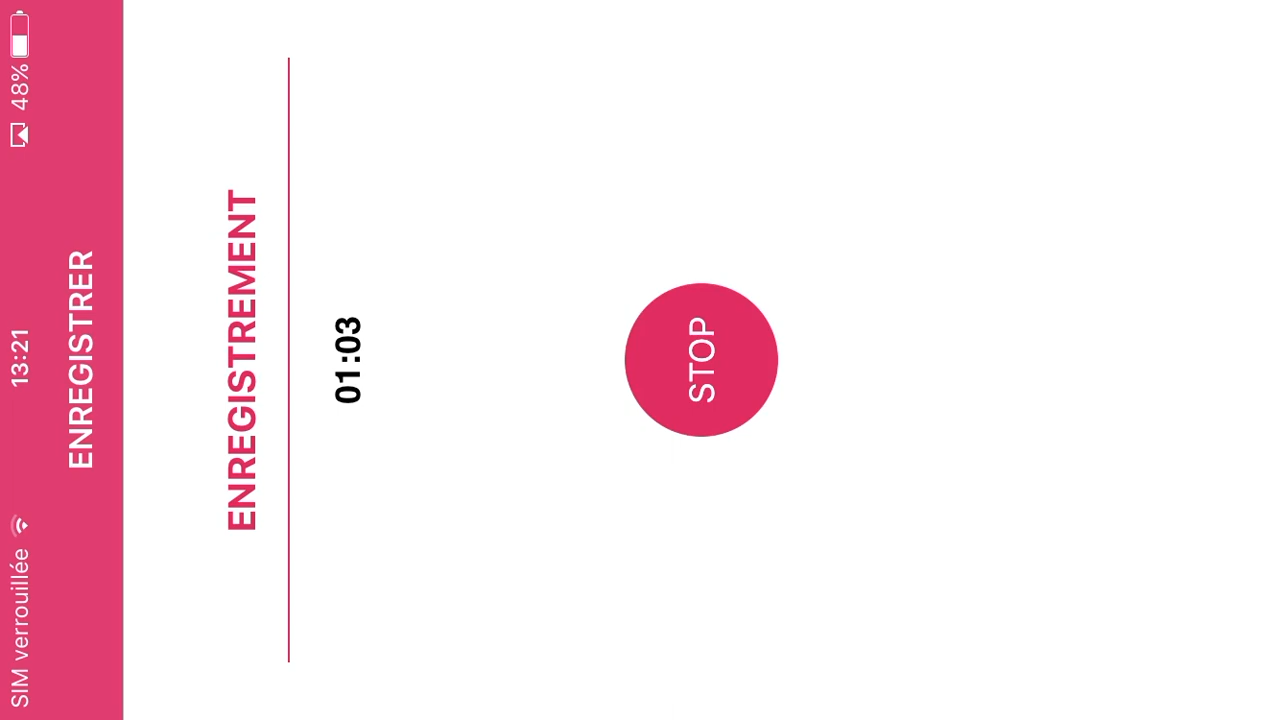 SIM verrouillée 13:21 48%
ENREGISTRER
ENREGISTREMENT
01:03
STOP